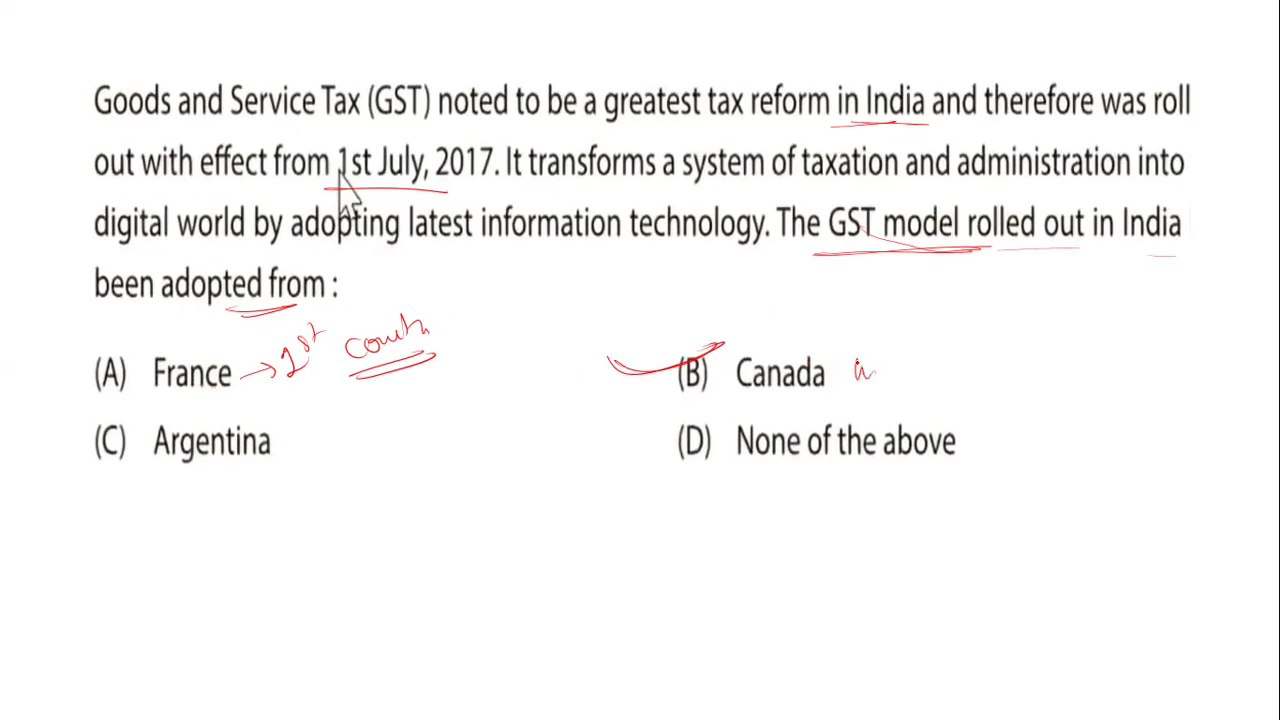 Goods and Service Tax (GST) noted to be a greatest tax reform in India and therefore was roll
out with effect from 1st July, 2017. It transforms a system of taxation and administration into
digital world by adopting latest information technology. The GST model rolled out in India
been adopted from :
(A) France → 1st
(B) Canada
(C) Argentina
(D) None of the above